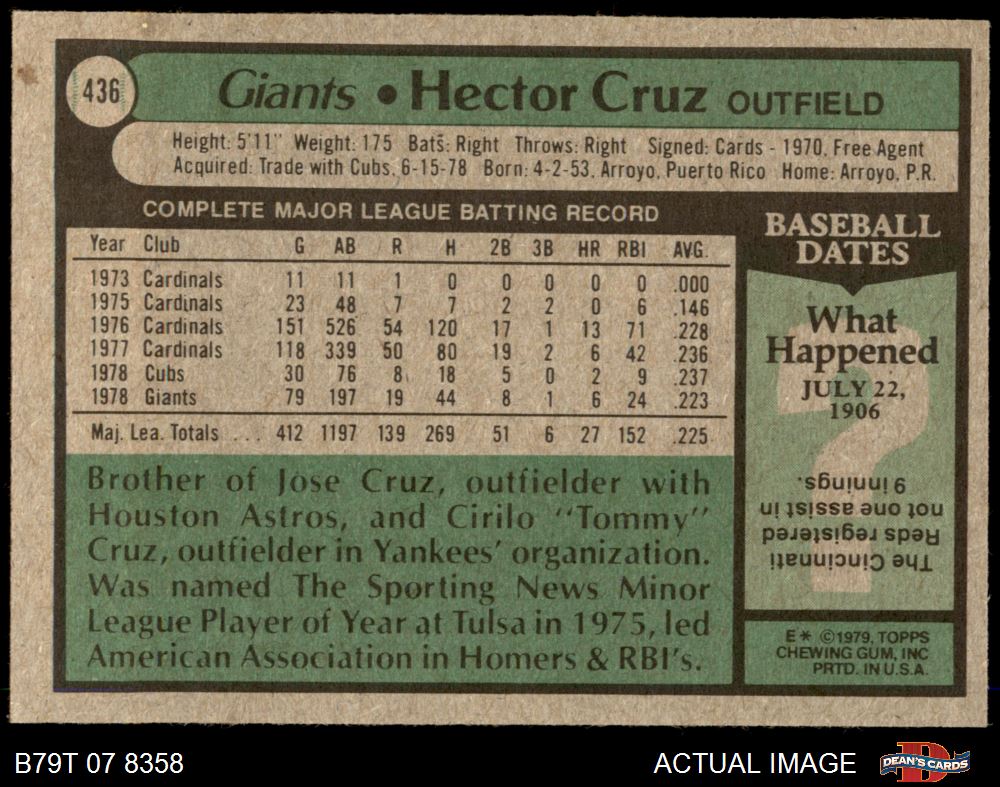 436
Giants • Hector Cruz OUTFIELD
Height: 5'11" Weight: 175 Bats: Right Throws: Right Signed: Cards - 1970, Free Agent
Acquired: Trade with Cubs, 6-15-78 Born: 4-2-53, Arroyo, Puerto Rico Home: Arroyo, P.R.
COMPLETE MAJOR LEAGUE BATTING RECORD
Year Club G AB R H 2B 3B HR RBI AVG.
1973 Cardinals 11 11 1 0 0 0 0 0 .000
1975 Cardinals 23 48 7 7 2 2 0 6 .146
1976 Cardinals 151 526 54 120 17 1 13 71 .228
1977 Cardinals 118 339 50 80 19 2 6 42 .236
1978 Cubs 30 76 8 18 5 0 2 9 .237
1978 Giants 79 197 19 44 8 1 6 24 .223
Maj. Lea. Totals ... 412 1197 139 269 51 6 27 152 .225
Brother of Jose Cruz, outfielder with
Houston Astros, and Cirilo "Tommy"
Cruz, outfielder in Yankees' organization.
Was named The Sporting News Minor
League Player of Year at Tulsa in 1975, led
American Association in Homers & RBI's.
BASEBALL
DATES
What
Happened
JULY 22,
1906
?
The Cincinnati
Reds registered
not one assist in
9 innings.
E* ©1979, TOPPS
CHEWING GUM, INC
PRTD. IN U.S.A.
B79T 07 8358
ACTUAL IMAGE
D
DEAN'S CARDS